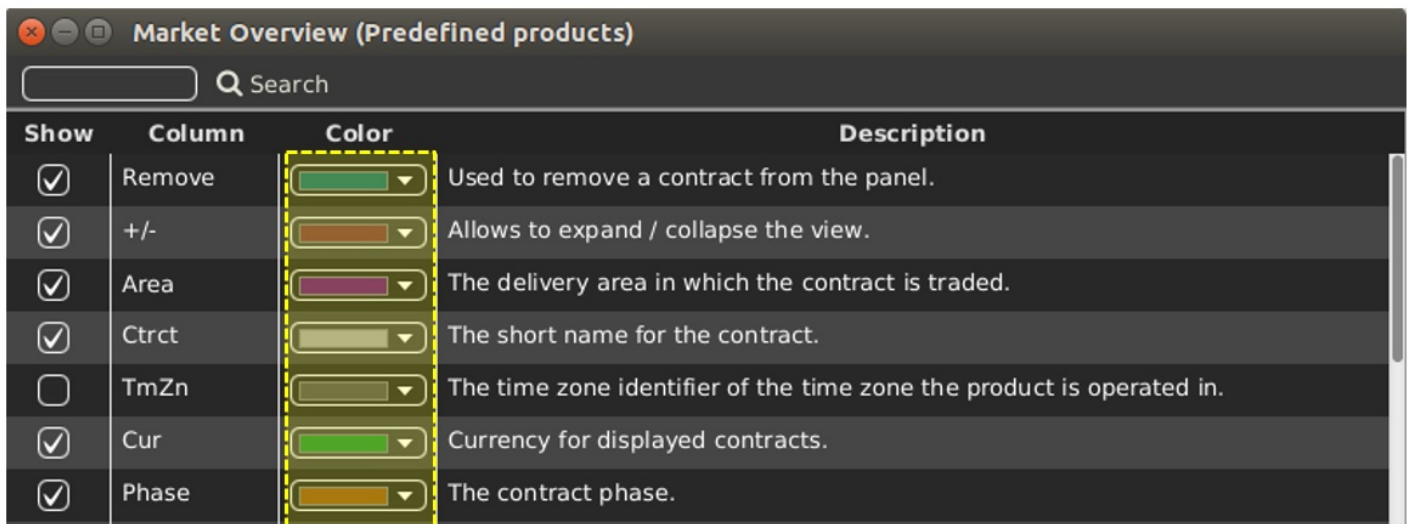 Market Overview (Predefined products)
Search
Show Column Color Description
Remove Used to remove a contract from the panel.
+/- Allows to expand / collapse the view.
Area The delivery area in which the contract is traded.
Ctrct The short name for the contract.
TmZn The time zone identifier of the time zone the product is operated in.
Cur Currency for displayed contracts.
Phase The contract phase.